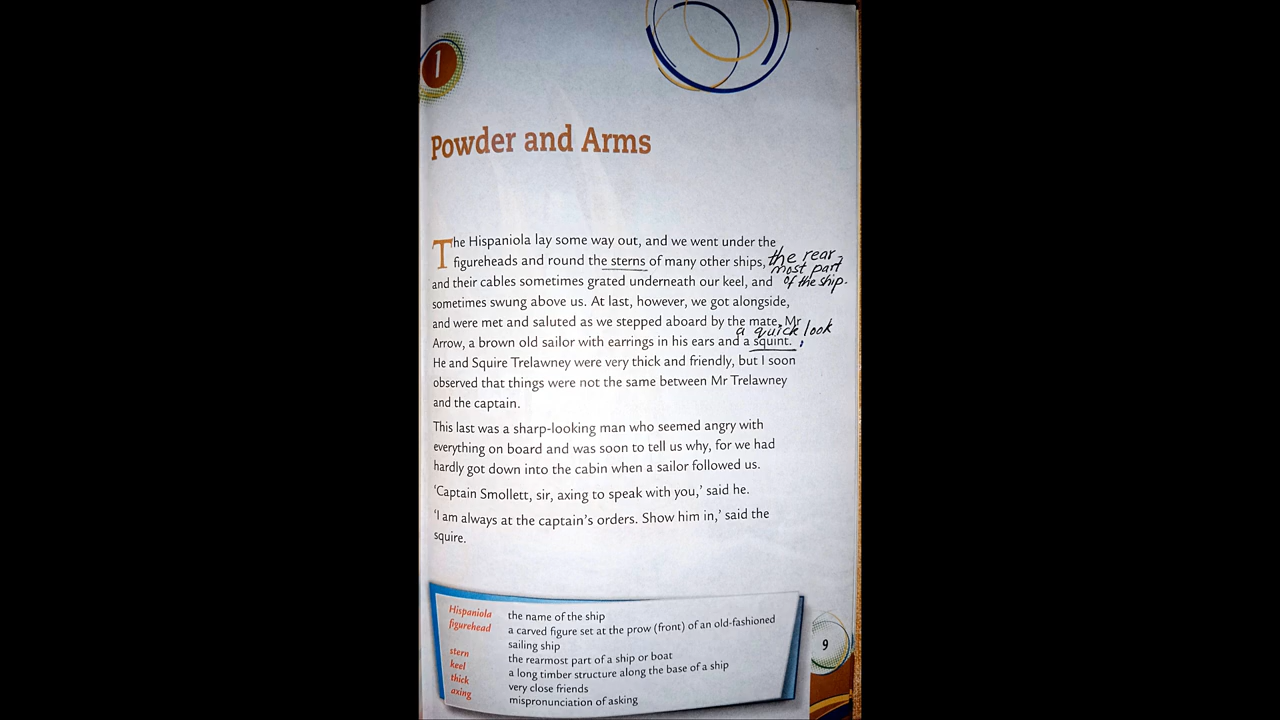 1
Powder and Arms
The Hispaniola lay some way out, and we went under the
figureheads and round the sterns of many other ships, the rear
most part
and their cables sometimes grated underneath our keel, and of the ship.
sometimes swung above us. At last, however, we got alongside,
and were met and saluted as we stepped aboard by the mate, Mr
a quick look
Arrow, a brown old sailor with earrings in his ears and a squint.
He and Squire Trelawney were very thick and friendly, but I soon
observed that things were not the same between Mr Trelawney
and the captain.
This last was a sharp-looking man who seemed angry with
everything on board and was soon to tell us why, for we had
hardly got down into the cabin when a sailor followed us.
‘Captain Smollett, sir, axing to speak with you,’ said he.
‘I am always at the captain’s orders. Show him in,’ said the
squire.
Hispaniola the name of the ship
figurehead a carved figure set at the prow (front) of an old-fashioned
sailing ship
stern the rearmost part of a ship or boat
keel a long timber structure along the base of a ship
thick very close friends
axing mispronunciation of asking
9